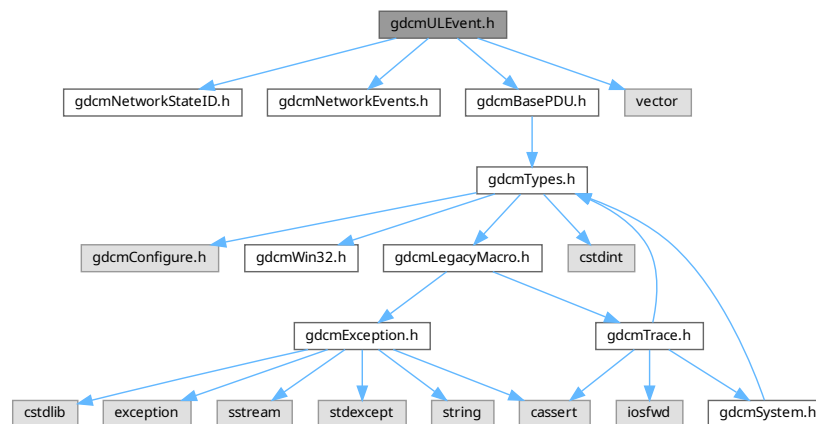 gdcmULEvent.h
gdcmNetworkStateID.h
gdcmNetworkEvents.h
gdcmBasePDU.h
vector
gdcmTypes.h
gdcmConfigure.h
gdcmWin32.h
gdcmLegacyMacro.h
cstdint
gdcmException.h
gdcmTrace.h
cstdlib
exception
sstream
stdexcept
string
cassert
iosfwd
gdcmSystem.h